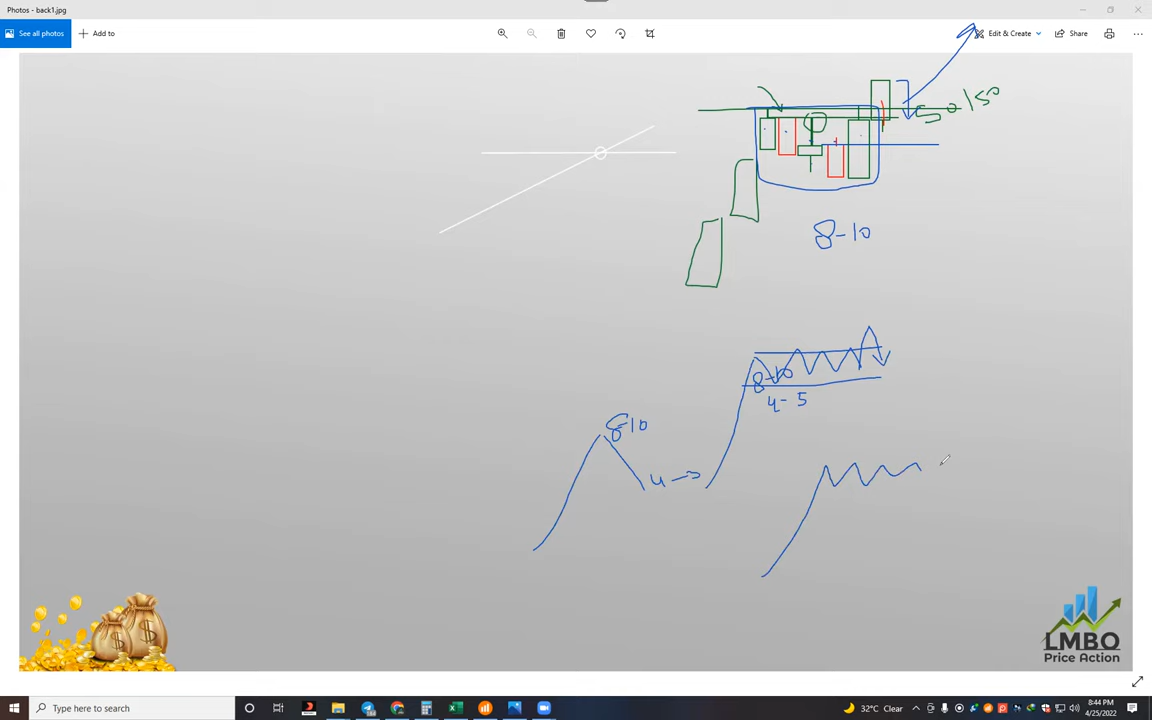 Photos - back1.jpg
See all photos
Add to
Edit & Create
Share
50 150
8-10
8-10
4-5
8-10
4
LMBQ
Price Action
Type here to search
32°C Clear
8:44 PM
4/25/2022